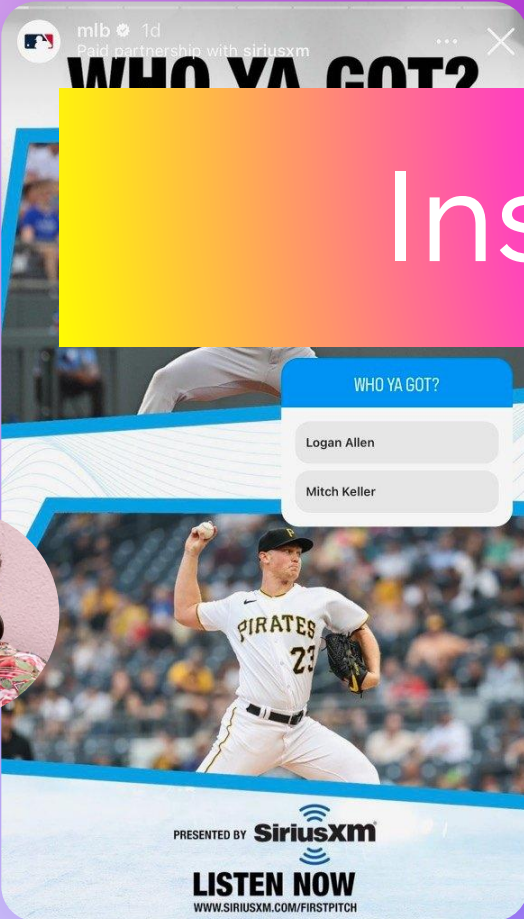 mlb 1d
Paid partnership with siriusxm
WHO YA GOT?
Ins
WHO YA GOT?
Logan Allen
Mitch Keller
PIRATES
23
PRESENTED BY SiriusXm
LISTEN NOW
WWW.SIRIUSXM.COM/FIRSTPITCH